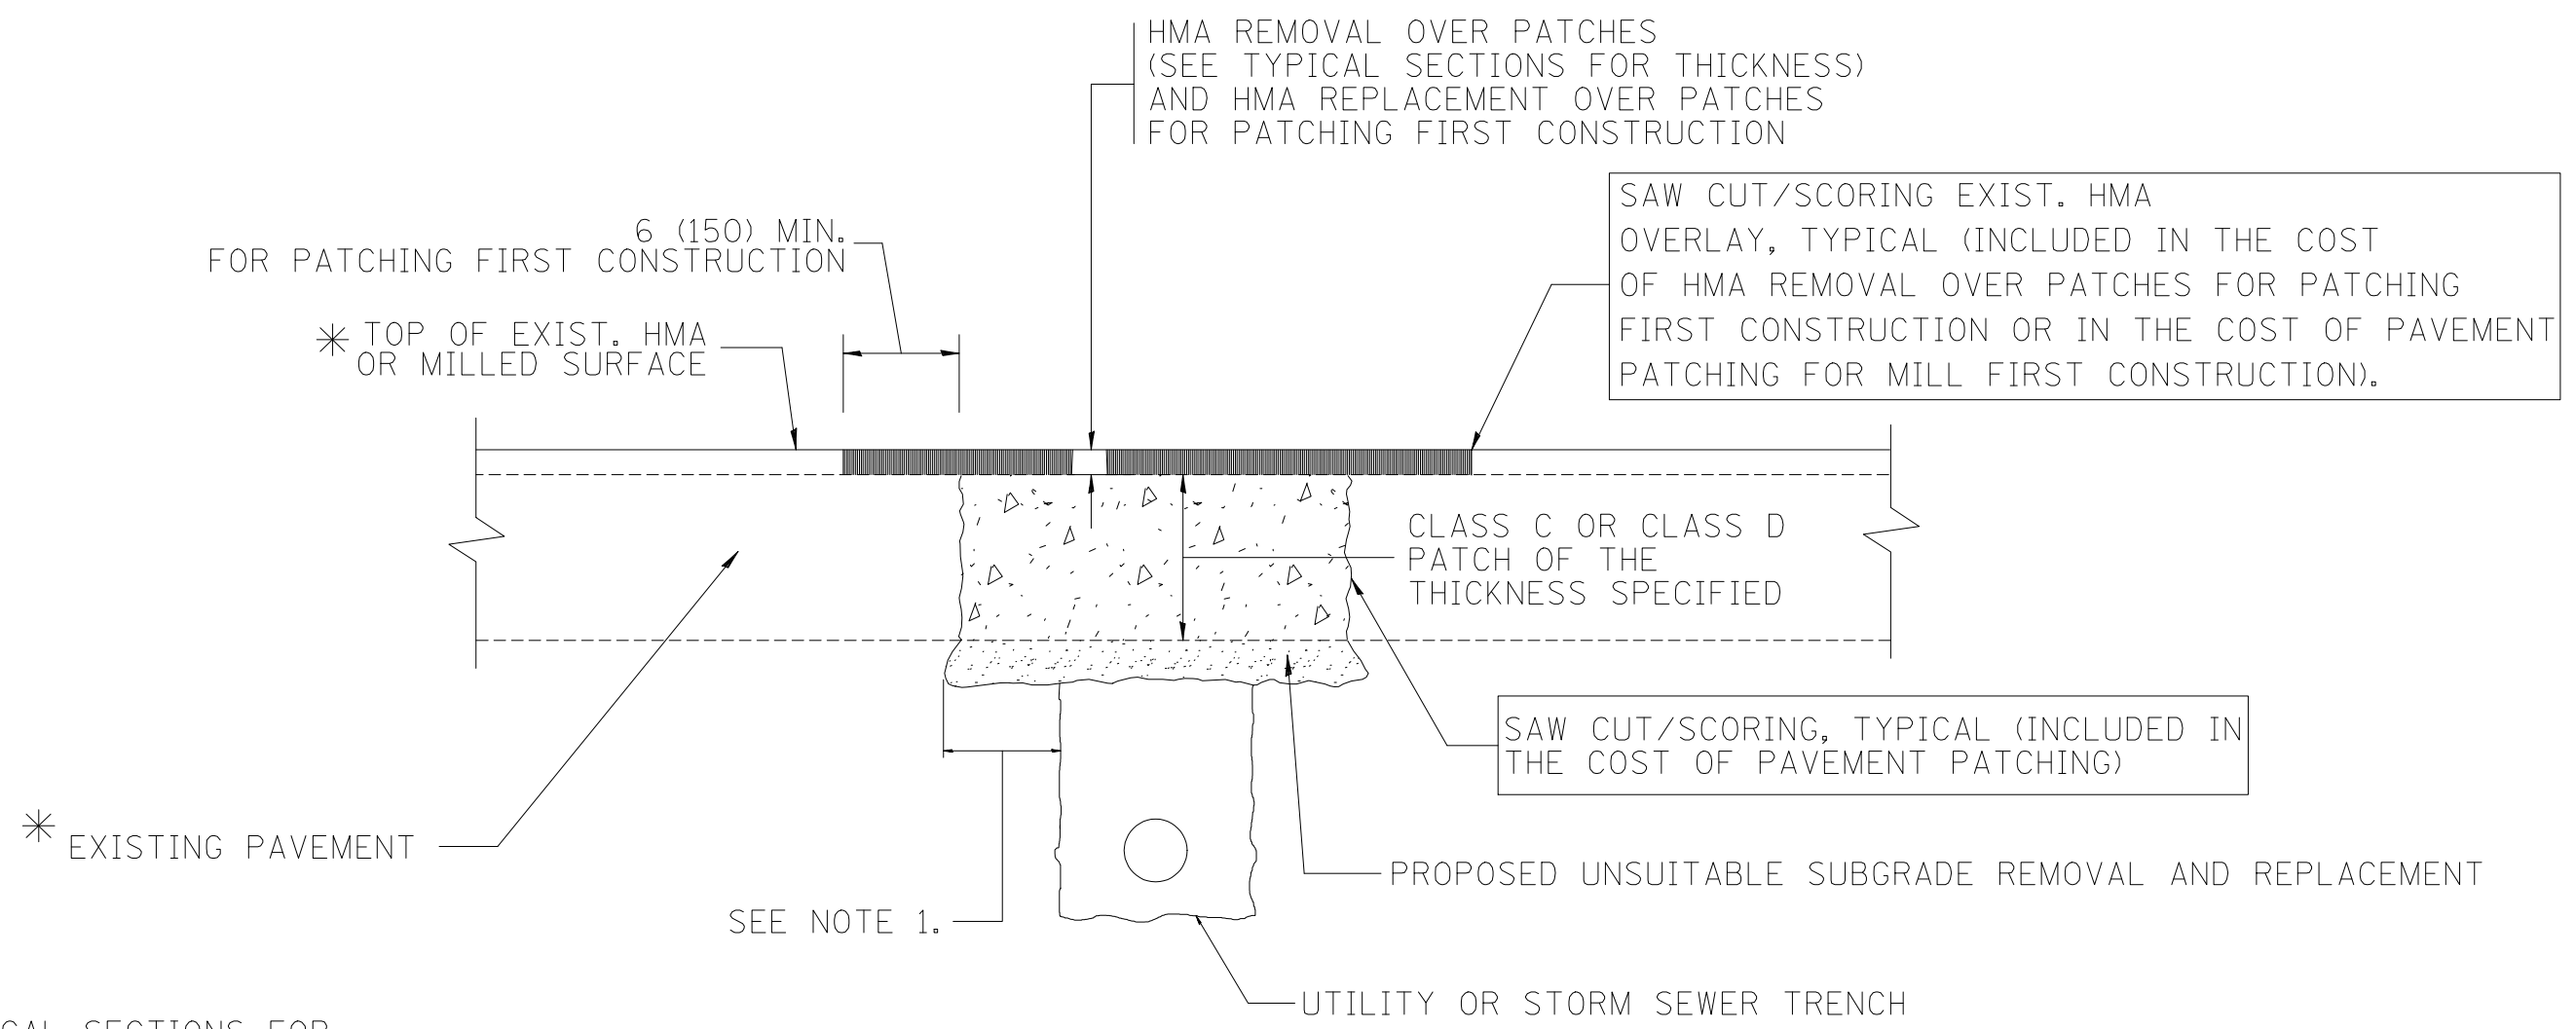 HMA REMOVAL OVER PATCHES
(SEE TYPICAL SECTIONS FOR THICKNESS)
AND HMA REPLACEMENT OVER PATCHES
FOR PATCHING FIRST CONSTRUCTION
SAW CUT/SCORING EXIST. HMA
OVERLAY, TYPICAL (INCLUDED IN THE COST
OF HMA REMOVAL OVER PATCHES FOR PATCHING
FIRST CONSTRUCTION OR IN THE COST OF PAVEMENT
PATCHING FOR MILL FIRST CONSTRUCTION).
6 (150) MIN.
FOR PATCHING FIRST CONSTRUCTION
* TOP OF EXIST. HMA
OR MILLED SURFACE
CLASS C OR CLASS D
PATCH OF THE
THICKNESS SPECIFIED
SAW CUT/SCORING, TYPICAL (INCLUDED IN
THE COST OF PAVEMENT PATCHING)
* EXISTING PAVEMENT
PROPOSED UNSUITABLE SUBGRADE REMOVAL AND REPLACEMENT
SEE NOTE 1.
UTILITY OR STORM SEWER TRENCH
SECTIONS FOR